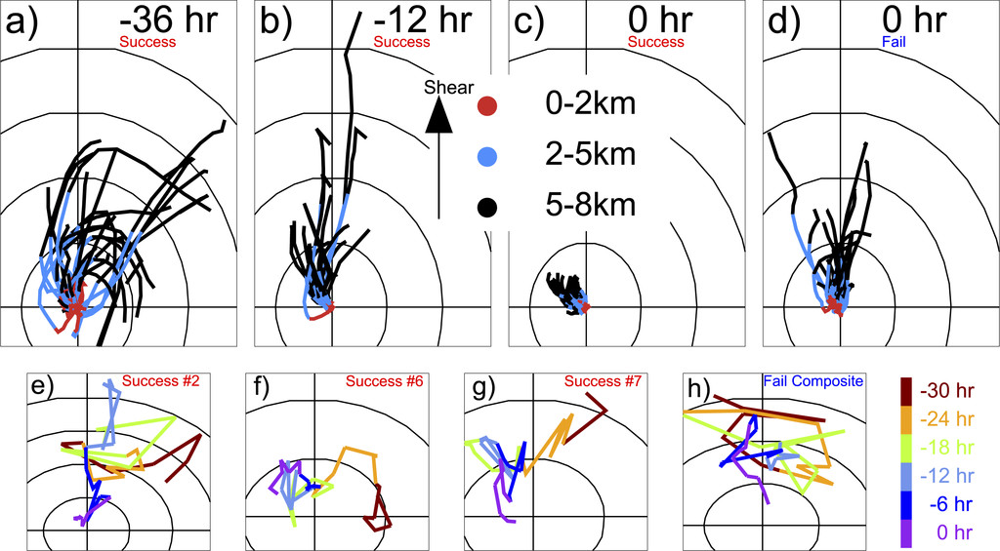 a) -36 hr
Success
b) -12 hr
Success
c) 0 hr
Success
d) 0 hr
Fail
Shear
0-2km
2-5km
5-8km
e) Success #2
f) Success #6
g) Success #7
h) Fail Composite
-30 hr
-24 hr
-18 hr
-12 hr
-6 hr
0 hr